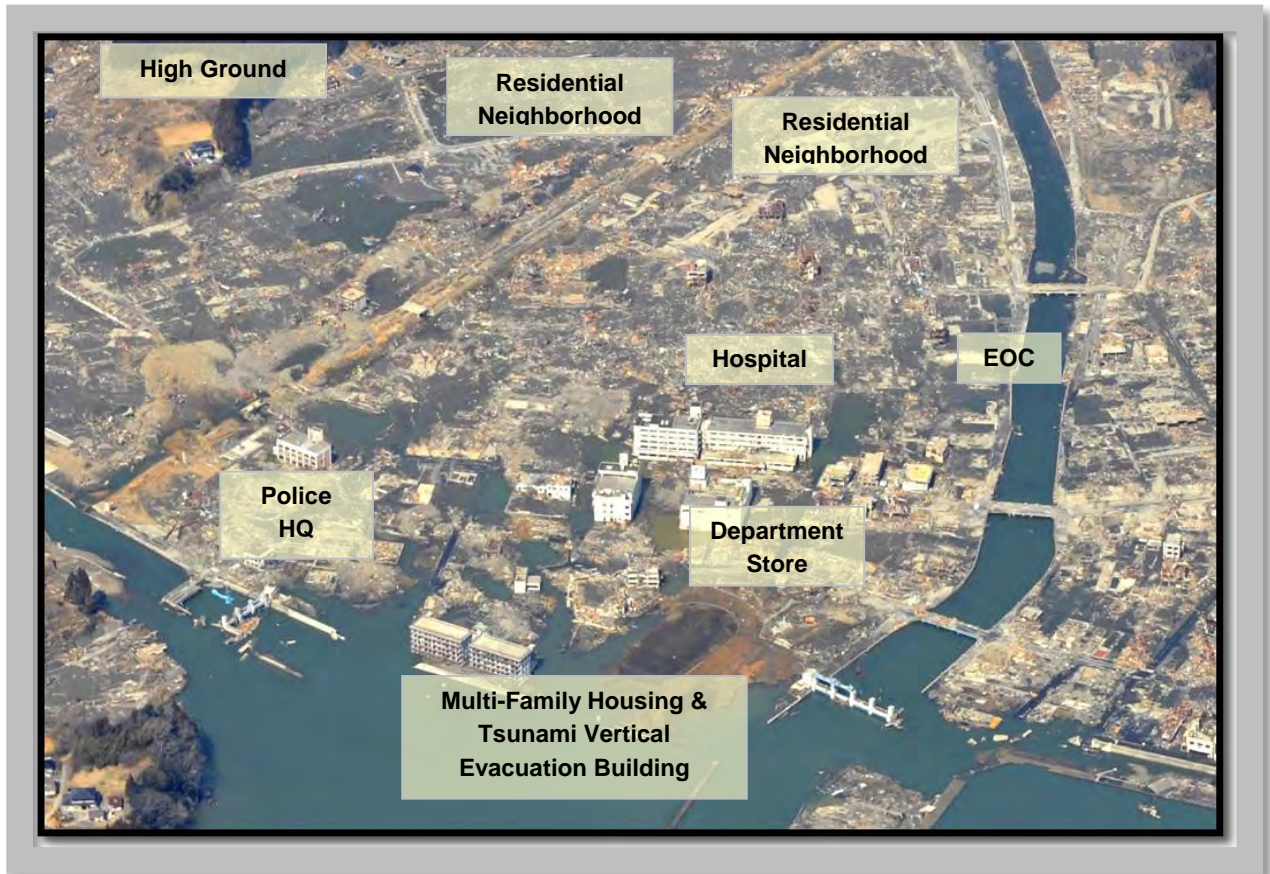 High Ground
Residential
Neighborhood
Residential
Neighborhood
Hospital
EOC
Police
HQ
Department
Store
Multi-Family Housing &
Tsunami Vertical
Evacuation Building